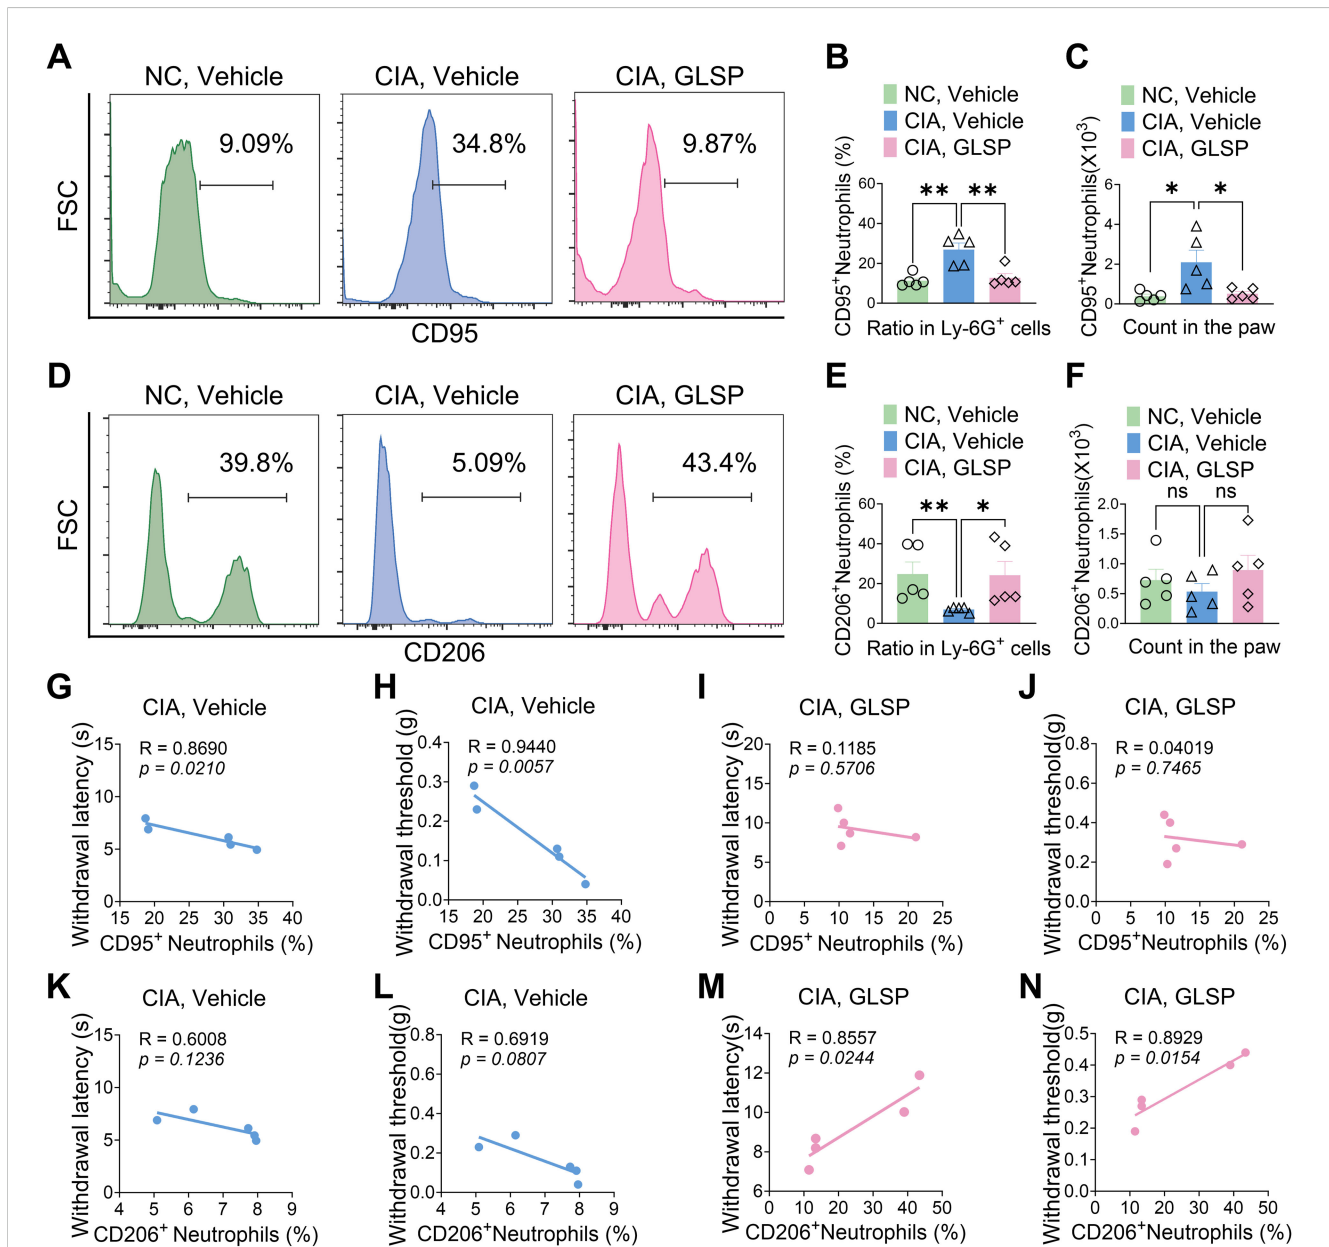 A
NC, Vehicle
CIA, Vehicle
CIA, GLSP
FSC
9.09%
34.8%
9.87%
CD95
B
NC, Vehicle
CIA, Vehicle
CIA, GLSP
CD95⁺Neutrophils (%)
60
40
20
0
** **
Ratio in Ly-6G⁺ cells
C
NC, Vehicle
CIA, Vehicle
CIA, GLSP
CD95⁺Neutrophils(X10³)
6
4
2
0
* *
Count in the paw
D
NC, Vehicle
CIA, Vehicle
CIA, GLSP
FSC
39.8%
5.09%
43.4%
CD206
E
NC, Vehicle
CIA, Vehicle
CIA, GLSP
CD206⁺Neutrophils (%)
60
40
20
0
** *
Ratio in Ly-6G⁺ cells
F
NC, Vehicle
CIA, Vehicle
CIA, GLSP
CD206⁺Neutrophils(X10³)
2.0
1.5
1.0
0.5
0.0
ns ns
Count in the paw
G
CIA, Vehicle
R = 0.8690
p = 0.0210
Withdrawal latency (s)
15
10
5
0
15 20 25 30 35 40
CD95⁺ Neutrophils (%)
H
CIA, Vehicle
R = 0.9440
p = 0.0057
Withdrawal threshold (g)
0.4
0.3
0.2
0.1
0.0
15 20 25 30 35 40
CD95⁺ Neutrophils (%)
I
CIA, GLSP
R = 0.1185
p = 0.5706
Withdrawal latency (s)
20
15
10
5
0
0 5 10 15 20 25
CD95⁺Neutrophils (%)
J
CIA, GLSP
R = 0.04019
p = 0.7465
Withdrawal threshold(g)
0.8
0.6
0.4
0.2
0.0
0 5 10 15 20 25
CD95⁺Neutrophils (%)
K
CIA, Vehicle
R = 0.6008
p = 0.1236
Withdrawal latency (s)
15
10
5
0
4 5 6 7 8 9
CD206⁺ Neutrophils (%)
L
CIA, Vehicle
R = 0.6919
p = 0.0807
Withdrawal threshold(g)
0.8
0.6
0.4
0.2
0.0
4 5 6 7 8 9
CD206⁺Neutrophils (%)
M
CIA, GLSP
R = 0.8557
p = 0.0244
Withdrawal latency(s)
14
12
10
8
6
0 10 20 30 40 50
CD206⁺Neutrophils (%)
N
CIA, GLSP
R = 0.8929
p = 0.0154
Withdrawal threshold(g)
0.5
0.4
0.3
0.2
0.1
0.0
0 10 20 30 40 50
CD206⁺Neutrophils (%)